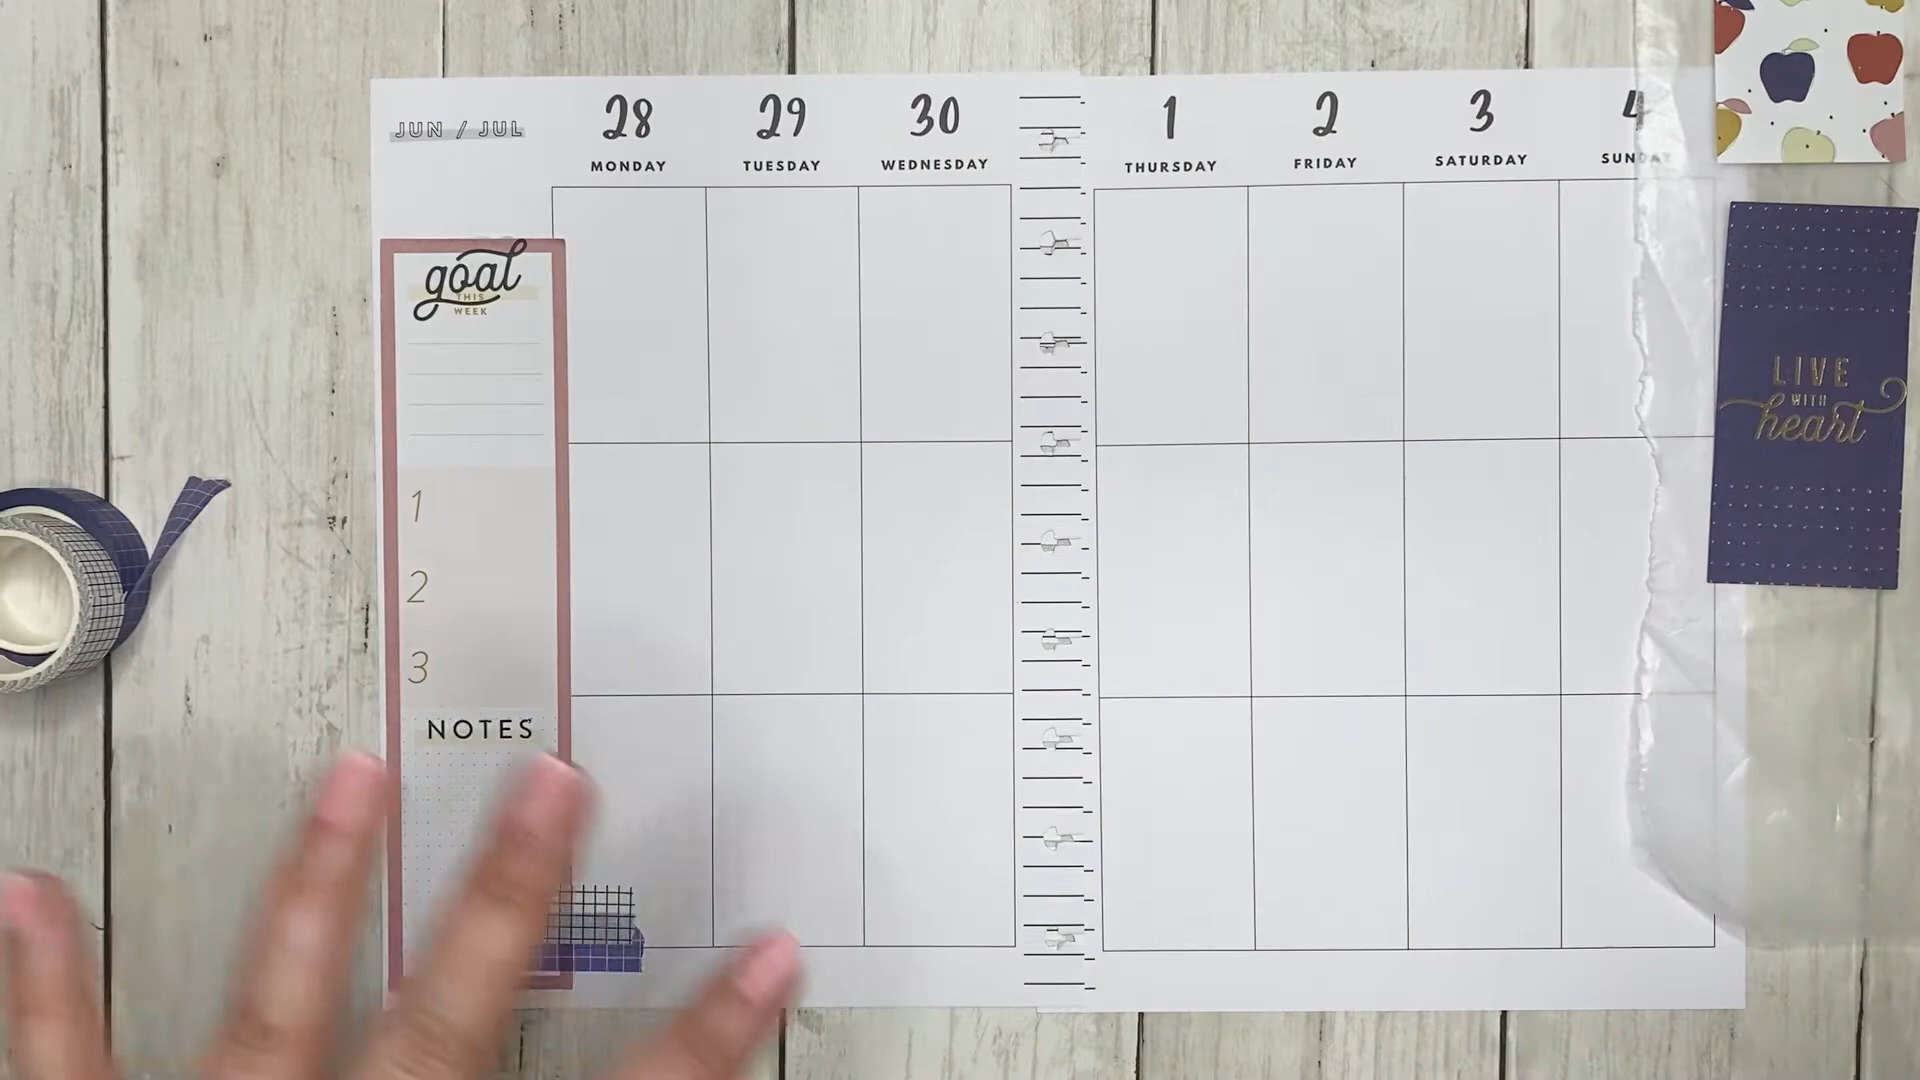 JUN / JUL
28 29 30 1 2 3 4
MONDAY TUESDAY WEDNESDAY THURSDAY FRIDAY SATURDAY SUNDAY
goal
THIS
WEEK
1
2
3
NOTES
LIVE
WITH
heart